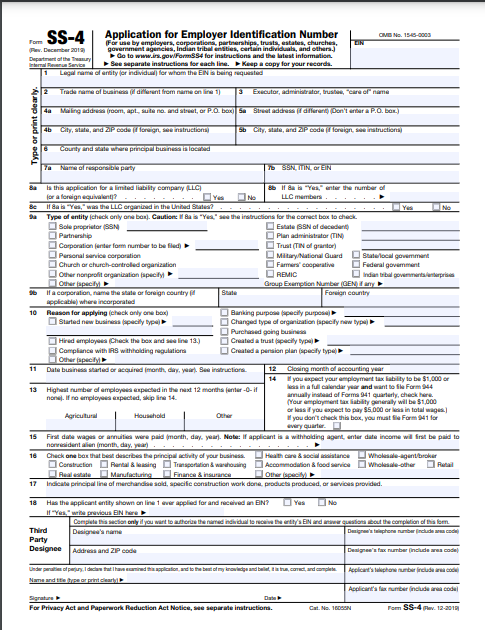 Form SS-4
(Rev. December 2019)
Department of the Treasury
Internal Revenue Service
Application for Employer Identification Number
(For use by employers, corporations, partnerships, trusts, estates, churches,
government agencies, Indian tribal entities, certain individuals, and others.)
▶ Go to www.irs.gov/FormSS4 for instructions and the latest information.
▶ See separate instructions for each line. ▶ Keep a copy for your records.
OMB No. 1545-0003
EIN
Type or print clearly.
1 Legal name of entity (or individual) for whom the EIN is being requested
2 Trade name of business (if different from name on line 1)
3 Executor, administrator, trustee, "care of" name
4a Mailing address (room, apt., suite no. and street, or P.O. box)
5a Street address (if different) (Don't enter a P.O. box.)
4b City, state, and ZIP code (if foreign, see instructions)
5b City, state, and ZIP code (if foreign, see instructions)
6 County and state where principal business is located
7a Name of responsible party
7b SSN, ITIN, or EIN
8a Is this application for a limited liability company (LLC)
(or a foreign equivalent)? . . . . . . . . Yes No
8b If 8a is "Yes," enter the number of
LLC members . . . . . . ▶
8c If 8a is "Yes," was the LLC organized in the United States? . . . . . . . . . . . . . . . . . . Yes No
9a Type of entity (check only one box). Caution: If 8a is "Yes," see the instructions for the correct box to check.
Sole proprietor (SSN)
Estate (SSN of decedent)
Partnership
Plan administrator (TIN)
Corporation (enter form number to be filed) ▶
Trust (TIN of grantor)
Personal service corporation
Military/National Guard
State/local government
Church or church-controlled organization
Farmers' cooperative
Federal government
Other nonprofit organization (specify) ▶
REMIC
Indian tribal governments/enterprises
Other (specify) ▶
Group Exemption Number (GEN) if any ▶
9b If a corporation, name the state or foreign country (if
applicable) where incorporated
State
Foreign country
10 Reason for applying (check only one box)
Banking purpose (specify purpose) ▶
Started new business (specify type) ▶
Changed type of organization (specify new type) ▶
Purchased going business
Hired employees (Check the box and see line 13.)
Created a trust (specify type) ▶
Compliance with IRS withholding regulations
Created a pension plan (specify type) ▶
Other (specify) ▶
11 Date business started or acquired (month, day, year). See instructions.
12 Closing month of accounting year
13 Highest number of employees expected in the next 12 months (enter -0- if
none). If no employees expected, skip line 14.
Agricultural Household Other
14 If you expect your employment tax liability to be $1,000 or
less in a full calendar year and want to file Form 944
annually instead of Forms 941 quarterly, check here.
(Your employment tax liability generally will be $1,000
or less if you expect to pay $5,000 or less in total wages.)
If you don't check this box, you must file Form 941 for
every quarter.
15 First date wages or annuities were paid (month, day, year). Note: If applicant is a withholding agent, enter date income will first be paid to
nonresident alien (month, day, year) . . . . . . . . . . . . . . . . ▶
16 Check one box that best describes the principal activity of your business.
Health care & social assistance
Wholesale-agent/broker
Construction
Rental & leasing
Transportation & warehousing
Accommodation & food service
Wholesale-other
Retail
Real estate
Manufacturing
Finance & insurance
Other (specify) ▶
17 Indicate principal line of merchandise sold, specific construction work done, products produced, or services provided.
18 Has the applicant entity shown on line 1 ever applied for and received an EIN? Yes No
If "Yes," write previous EIN here ▶
Third
Party
Designee
Complete this section only if you want to authorize the named individual to receive the entity's EIN and answer questions about the completion of this form.
Designee's name
Designee's telephone number (include area code)
Address and ZIP code
Designee's fax number (include area code)
Under penalties of perjury, I declare that I have examined this application, and to the best of my knowledge and belief, it is true, correct, and complete.
Applicant's telephone number (include area code)
Name and title (type or print clearly) ▶
Applicant's fax number (include area code)
Signature ▶
Date ▶
For Privacy Act and Paperwork Reduction Act Notice, see separate instructions.
Cat. No. 16055N
Form SS-4 (Rev. 12-2019)